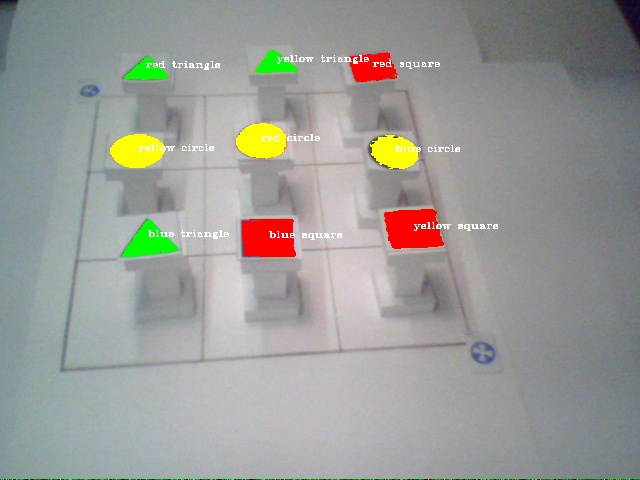 red triangle
yellow triangle
red square
yellow circle
red circle
blue circle
blue triangle
blue square
yellow square